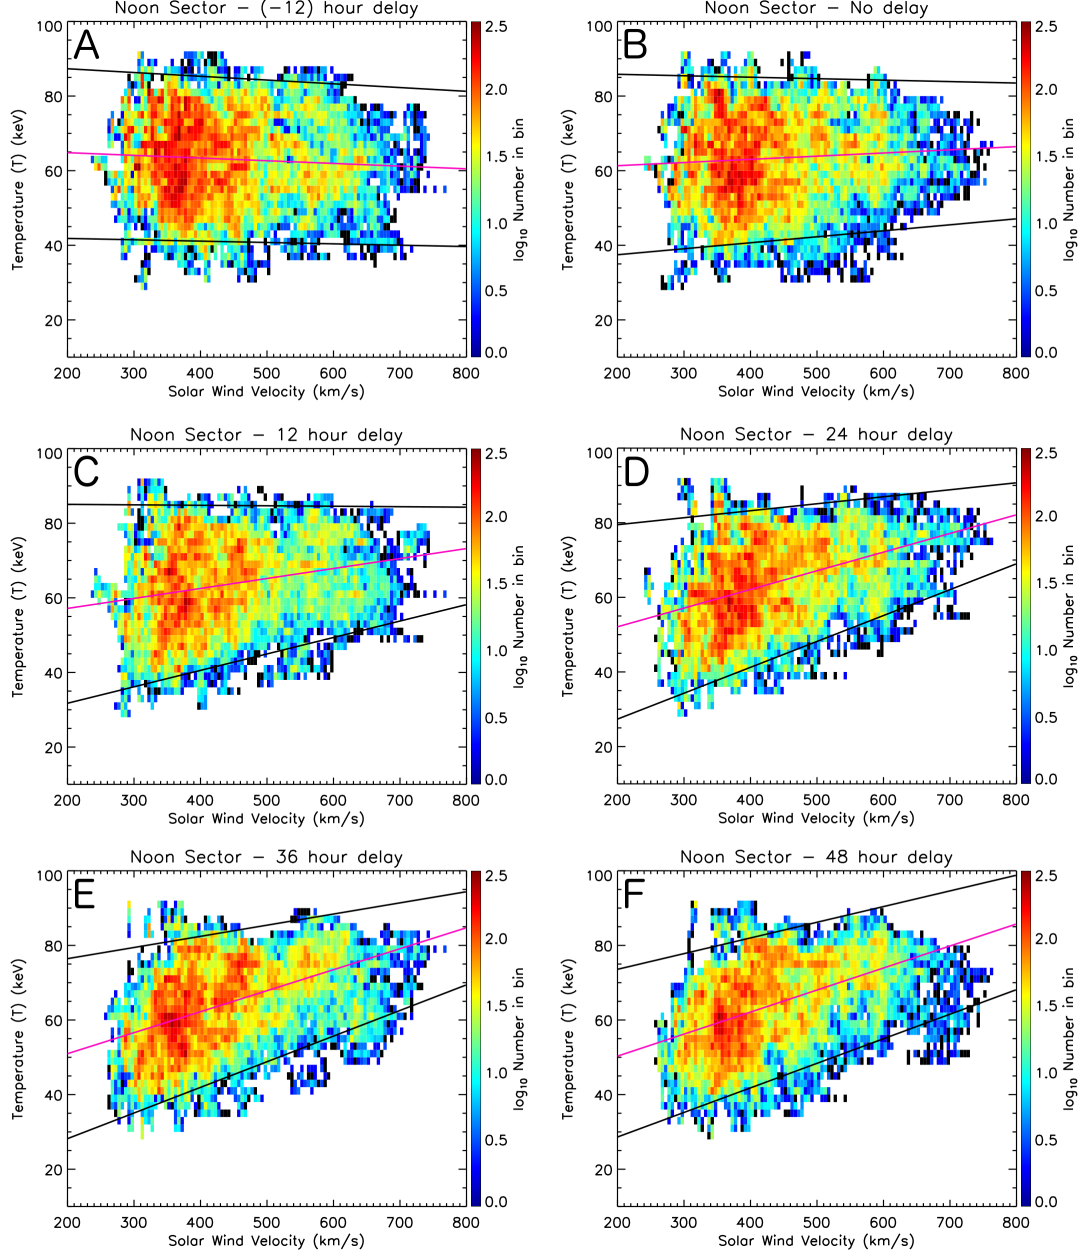 Noon Sector - (-12) hour delay
A
100
80
60
40
20
200 300 400 500 600 700 800
Temperature (T) (keV)
Solar Wind Velocity (km/s)
2.5
2.0
1.5
1.0
0.5
0.0
log10 Number in bin
Noon Sector - No delay
B
100
80
60
40
20
200 300 400 500 600 700 800
Temperature (T) (keV)
Solar Wind Velocity (km/s)
2.5
2.0
1.5
1.0
0.5
0.0
log10 Number in bin
Noon Sector - 12 hour delay
C
100
80
60
40
20
200 300 400 500 600 700 800
Temperature (T) (keV)
Solar Wind Velocity (km/s)
2.5
2.0
1.5
1.0
0.5
0.0
log10 Number in bin
Noon Sector - 24 hour delay
D
100
80
60
40
20
200 300 400 500 600 700 800
Temperature (T) (keV)
Solar Wind Velocity (km/s)
2.5
2.0
1.5
1.0
0.5
0.0
log10 Number in bin
Noon Sector - 36 hour delay
E
100
80
60
40
20
200 300 400 500 600 700 800
Temperature (T) (keV)
Solar Wind Velocity (km/s)
2.5
2.0
1.5
1.0
0.5
0.0
log10 Number in bin
Noon Sector - 48 hour delay
F
100
80
60
40
20
200 300 400 500 600 700 800
Temperature (T) (keV)
Solar Wind Velocity (km/s)
2.5
2.0
1.5
1.0
0.5
0.0
log10 Number in bin